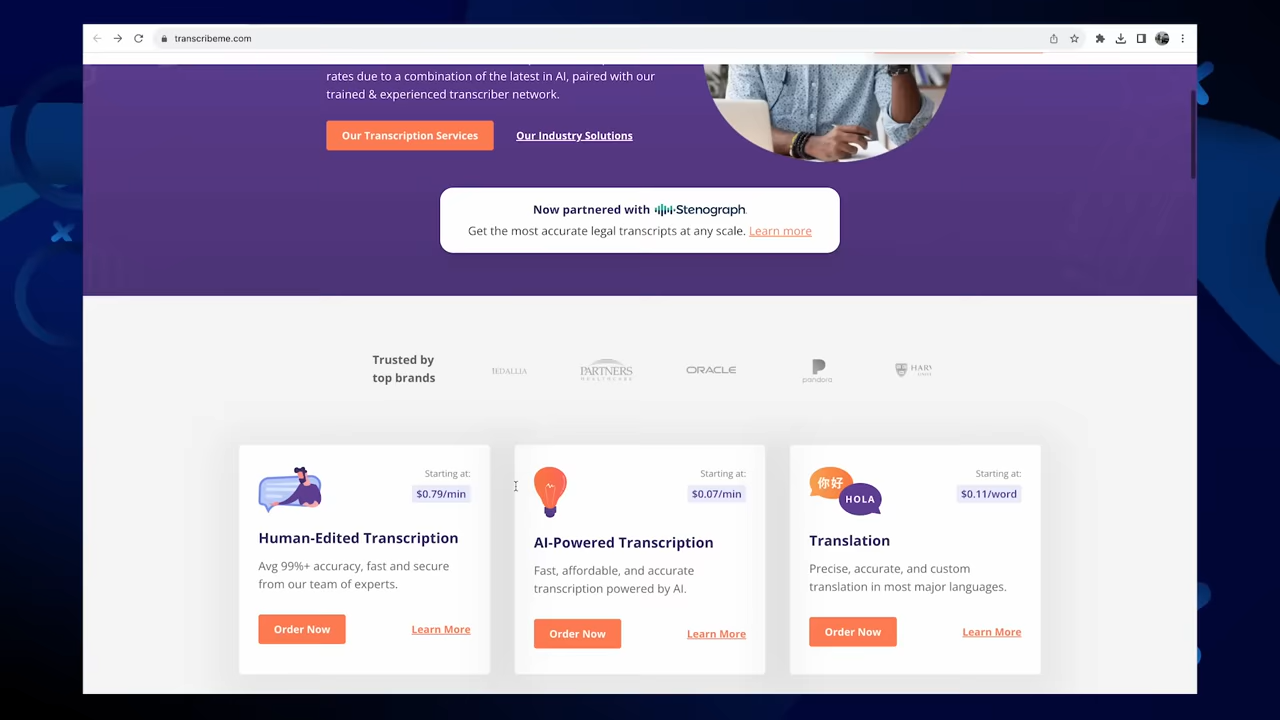 transcribeme.com
rates due to a combination of the latest in AI, paired with our
trained & experienced transcriber network.
Our Transcription Services
Our Industry Solutions
Now partnered with Stenograph
Get the most accurate legal transcripts at any scale. Learn more
Trusted by
top brands
EDALLIA
PARTNERS
HEALTHCARE
ORACLE
pandora
HARV
Starting at:
$0.79/min
Human-Edited Transcription
Avg 99%+ accuracy, fast and secure
from our team of experts.
Order Now
Learn More
Starting at:
$0.07/min
AI-Powered Transcription
Fast, affordable, and accurate
transcription powered by AI.
Order Now
Learn More
你好
HOLA
Starting at:
$0.11/word
Translation
Precise, accurate, and custom
translation in most major languages.
Order Now
Learn More